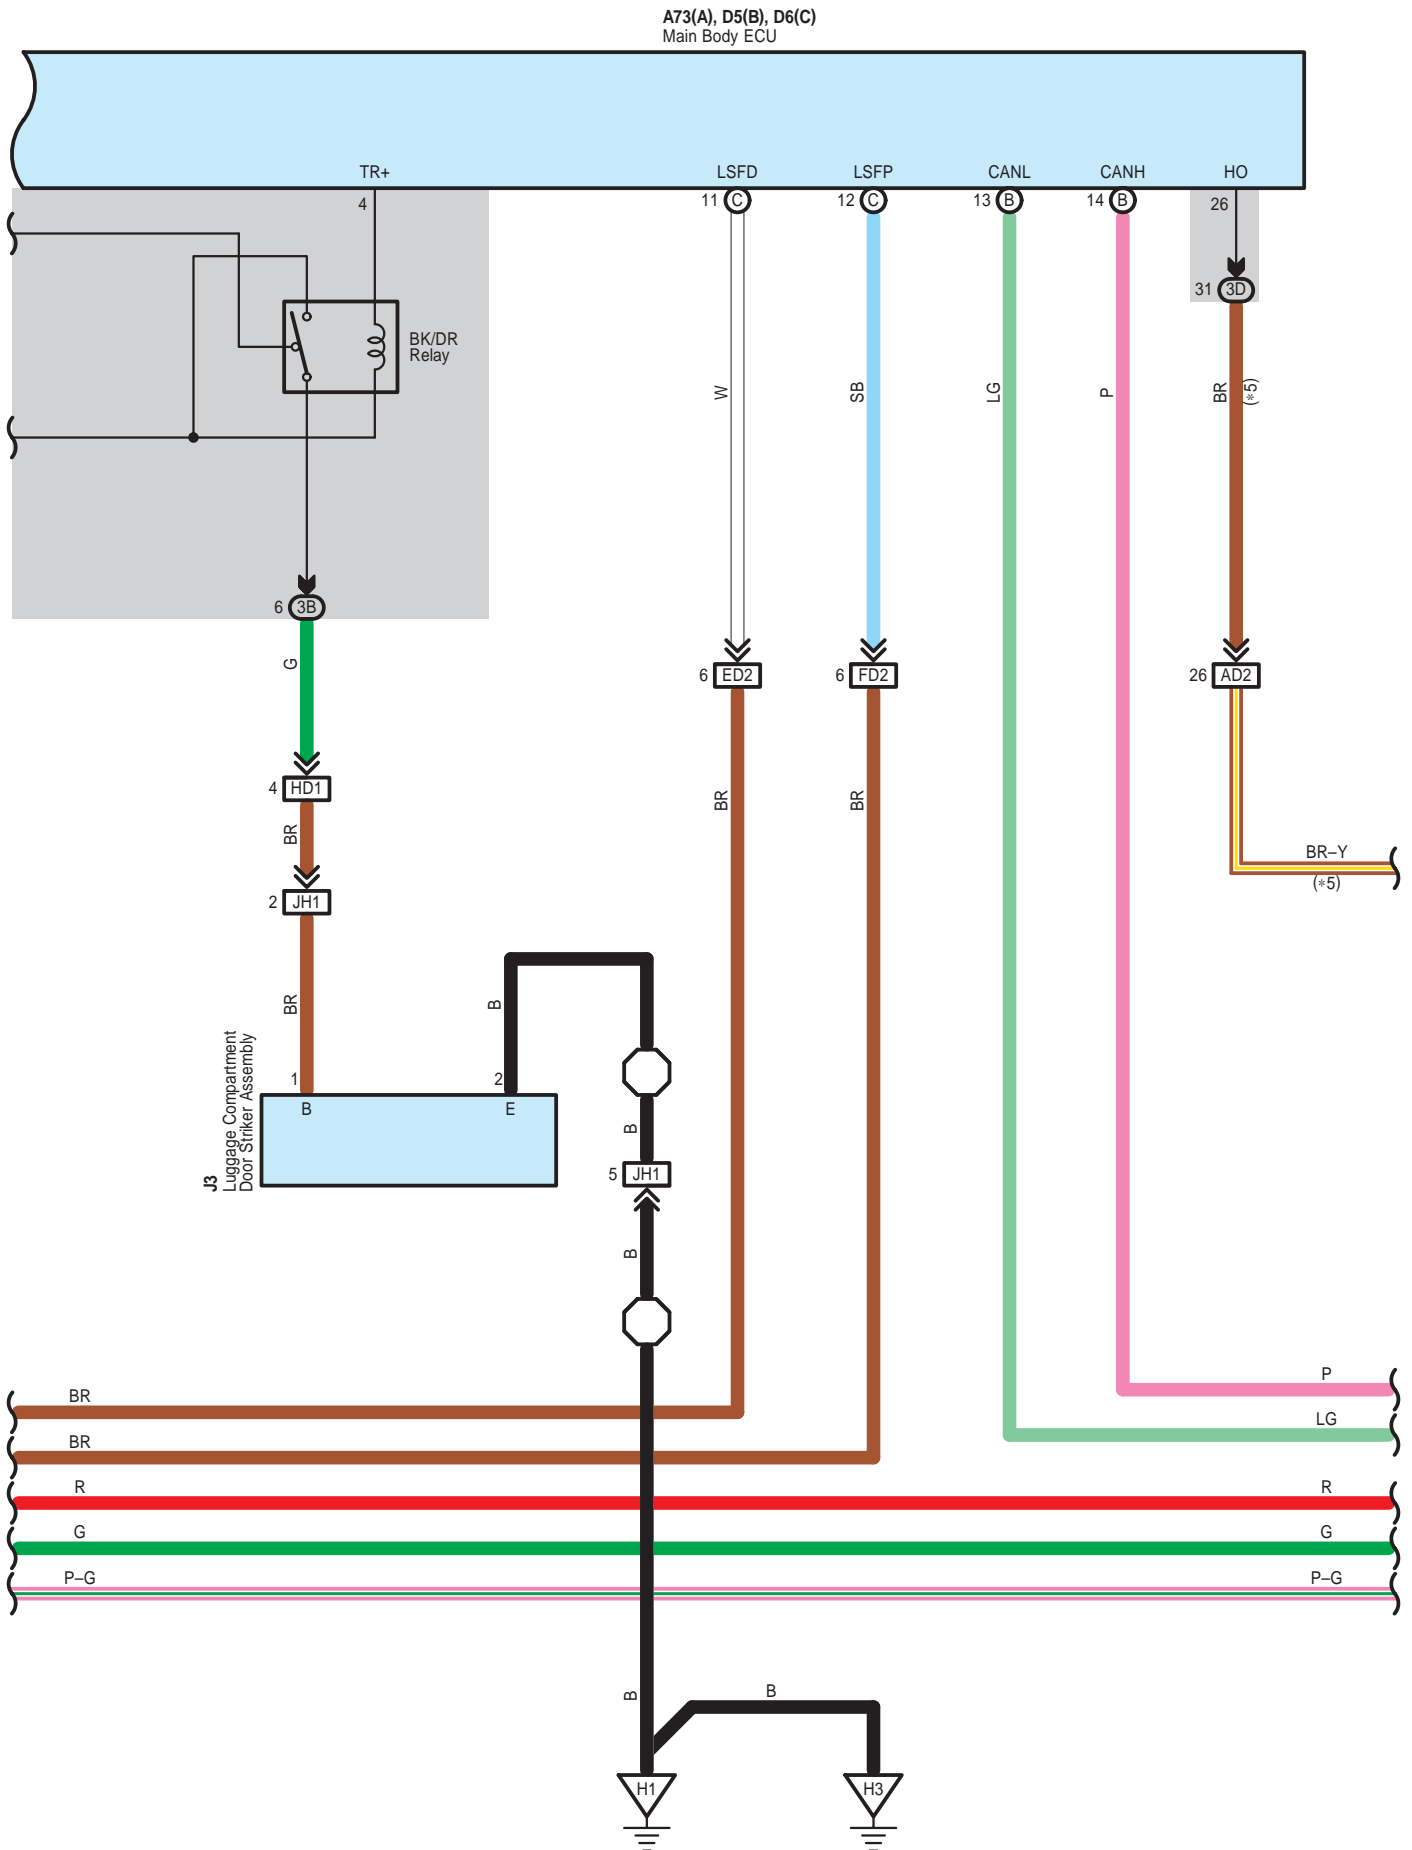 A73(A), D5(B), D6(C)
Main Body ECU
TR+
LSFD
LSFP
CANL
CANH
HO
4
11 C
12 C
13 B
14 B
26
31 3D
BK/DR
Relay
W
SB
LG
P
BR
(*5)
6 3B
G
6 ED2
6 FD2
26 AD2
4 HD1
BR
BR
BR
BR–Y
(*5)
2 JH1
BR
B
J3
Luggage Compartment
Door Striker Assembly
1
2
B
E
B
5 JH1
B
BR
P
LG
BR
R
R
G
G
P–G
P–G
B
B
H1
H3